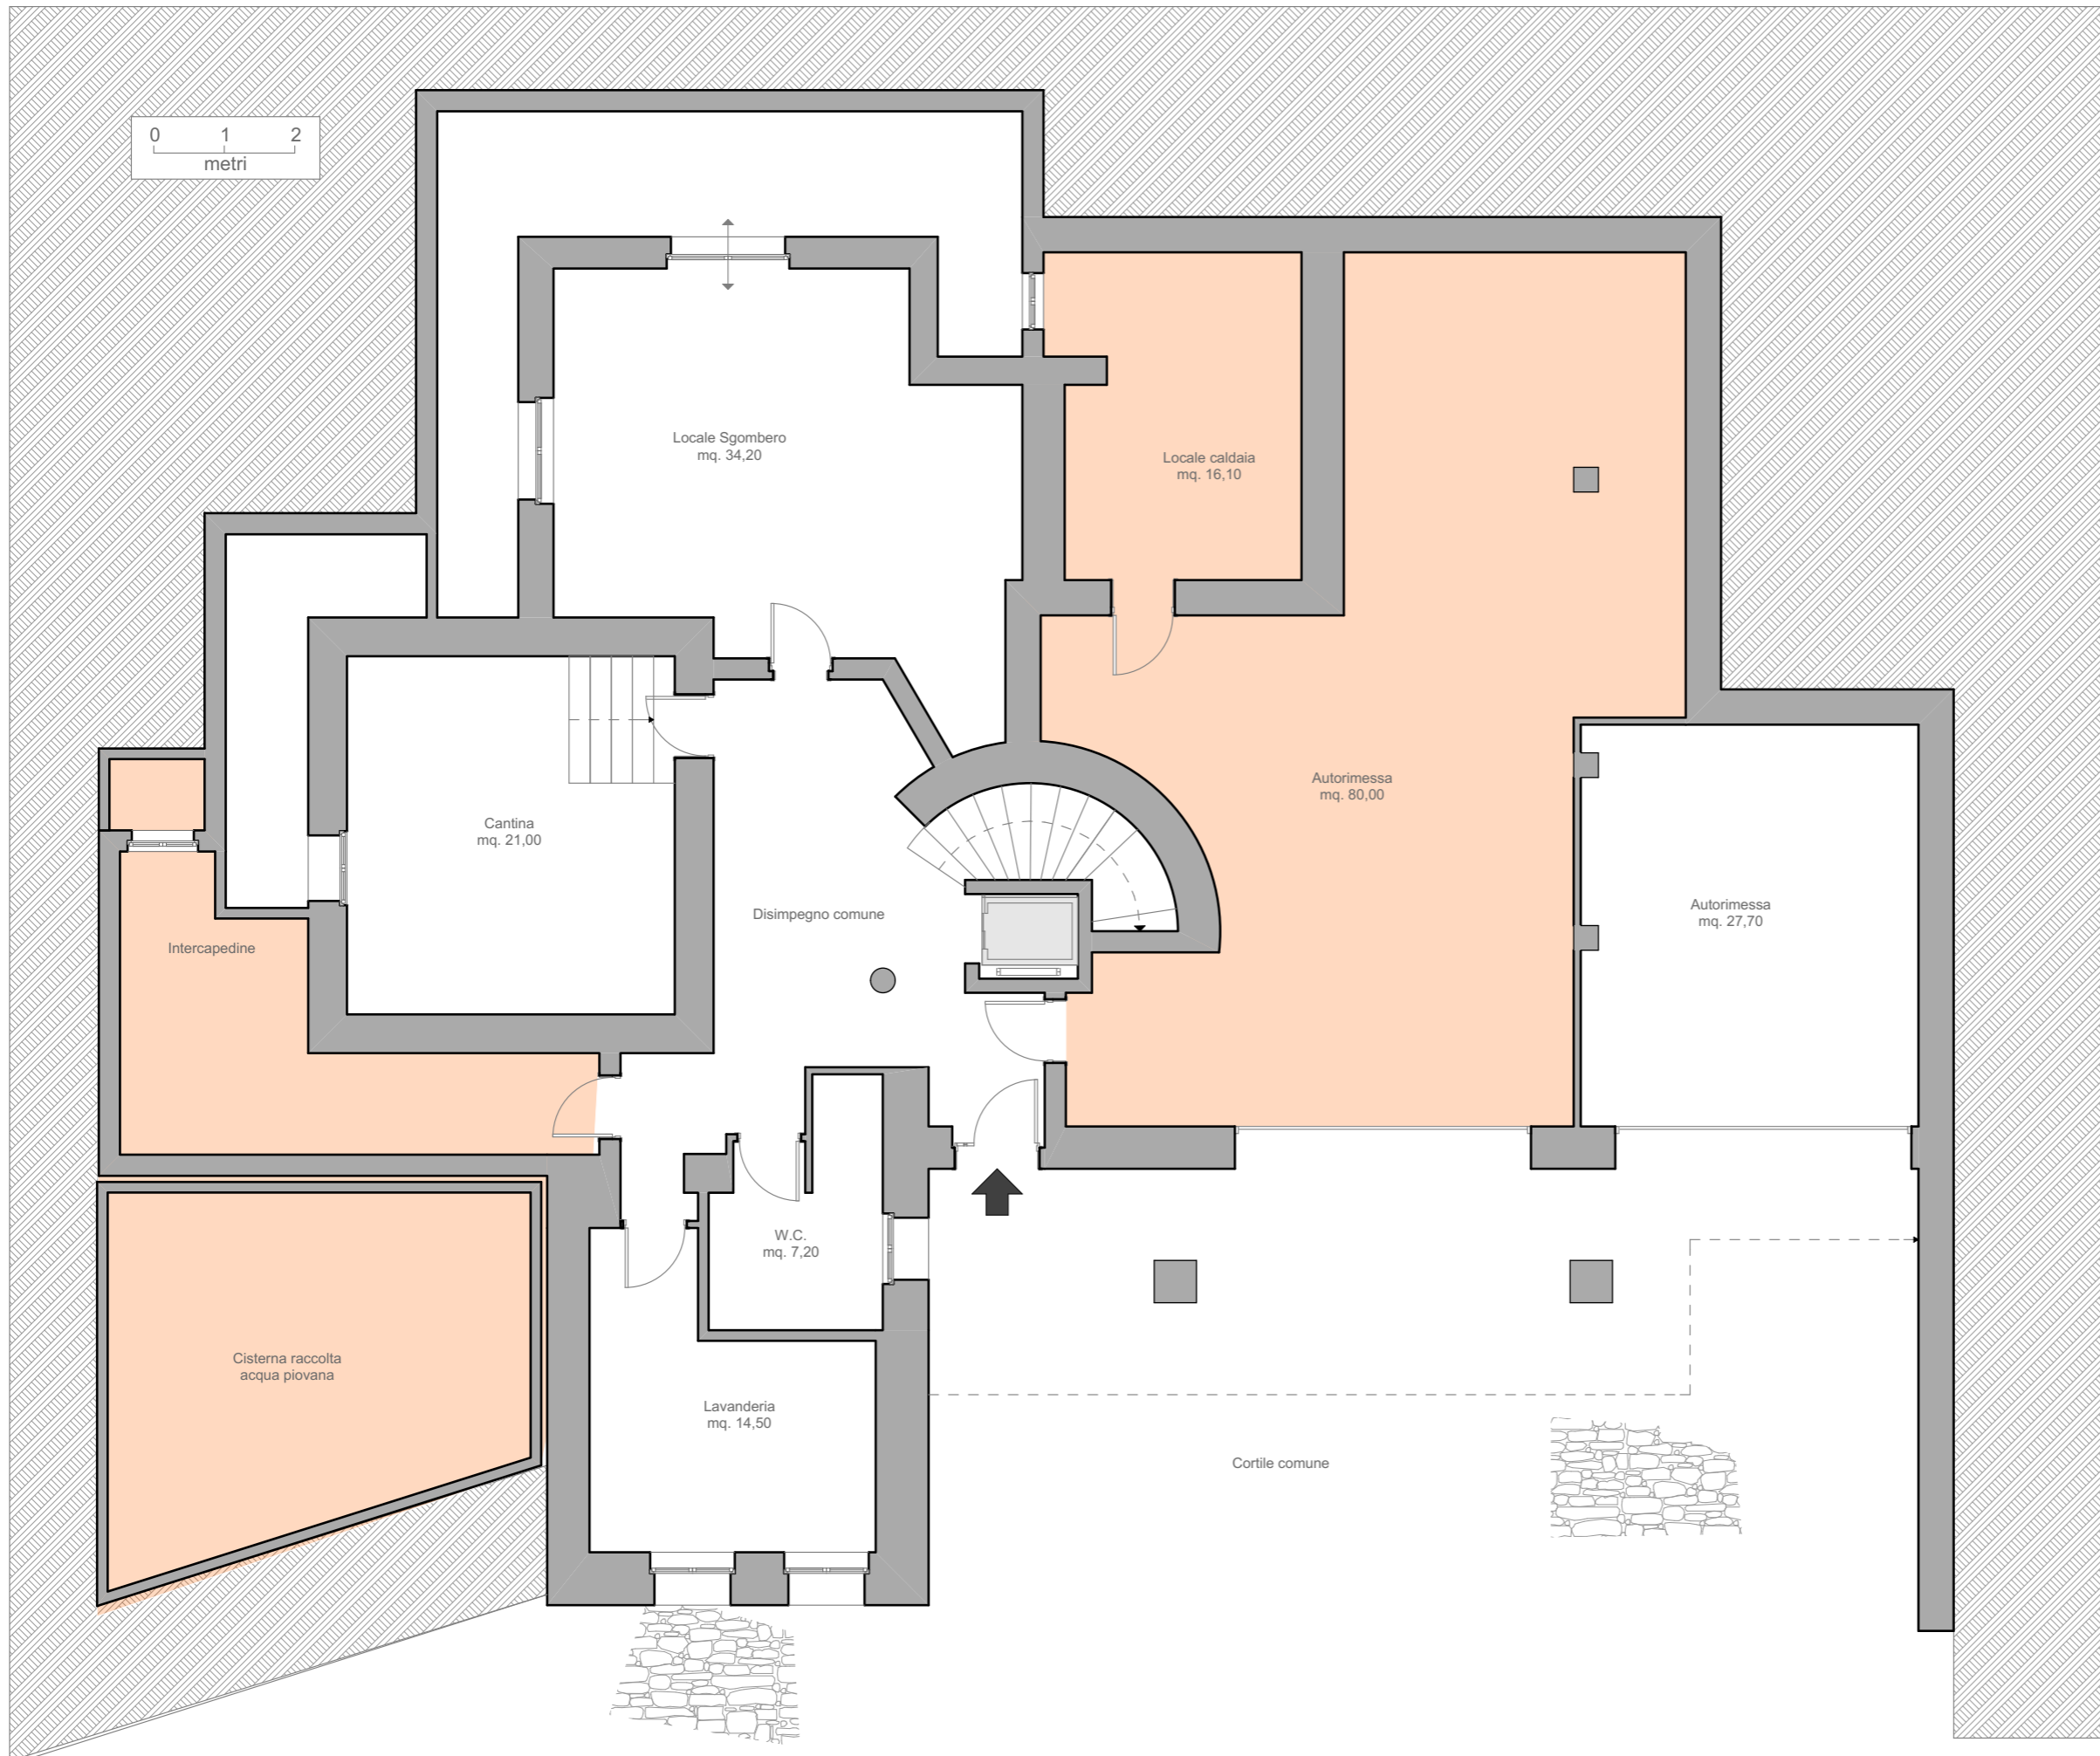 0 1 2
metri
Locale Sgombero
mq. 34,20
Locale caldaia
mq. 16,10
Autorimessa
mq. 80,00
Cantina
mq. 21,00
Autorimessa
mq. 27,70
Disimpegno comune
Intercapedine
W.C.
mq. 7,20
Cisterna raccolta
acqua piovana
Lavanderia
mq. 14,50
Cortile comune